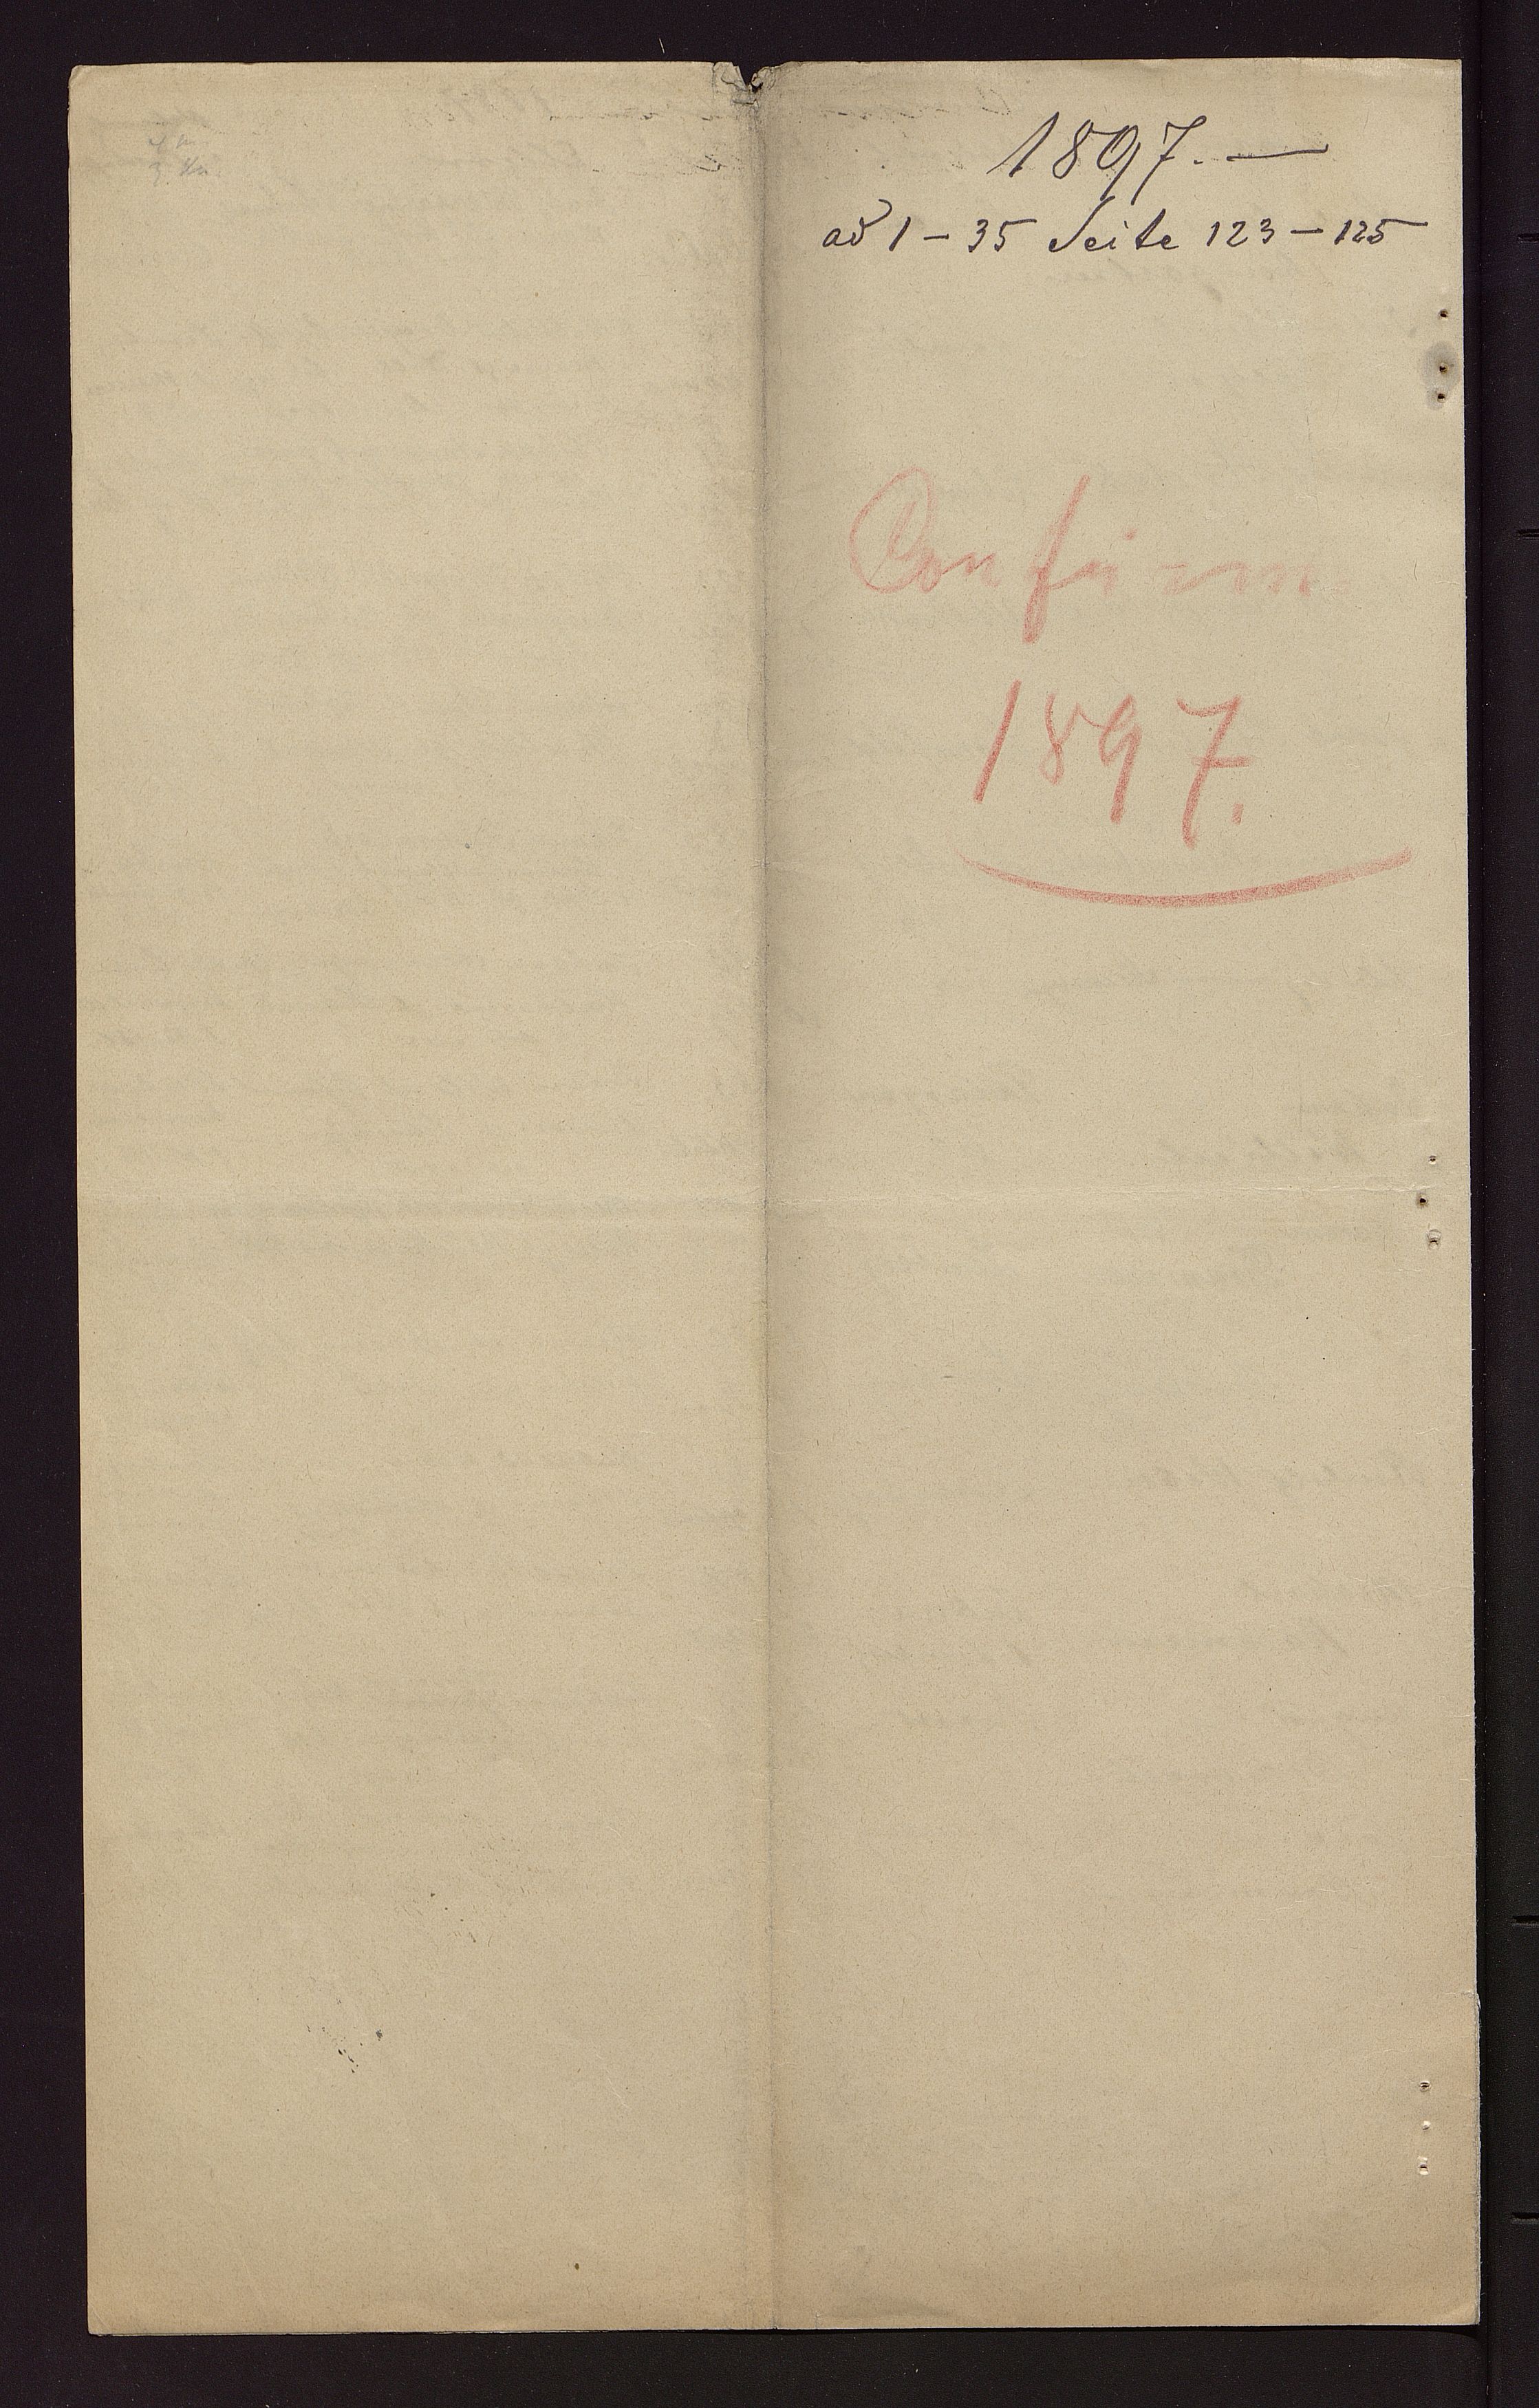 1897. —
ad 1 – 35 Seite 123 – 125
Confirm.
1897.